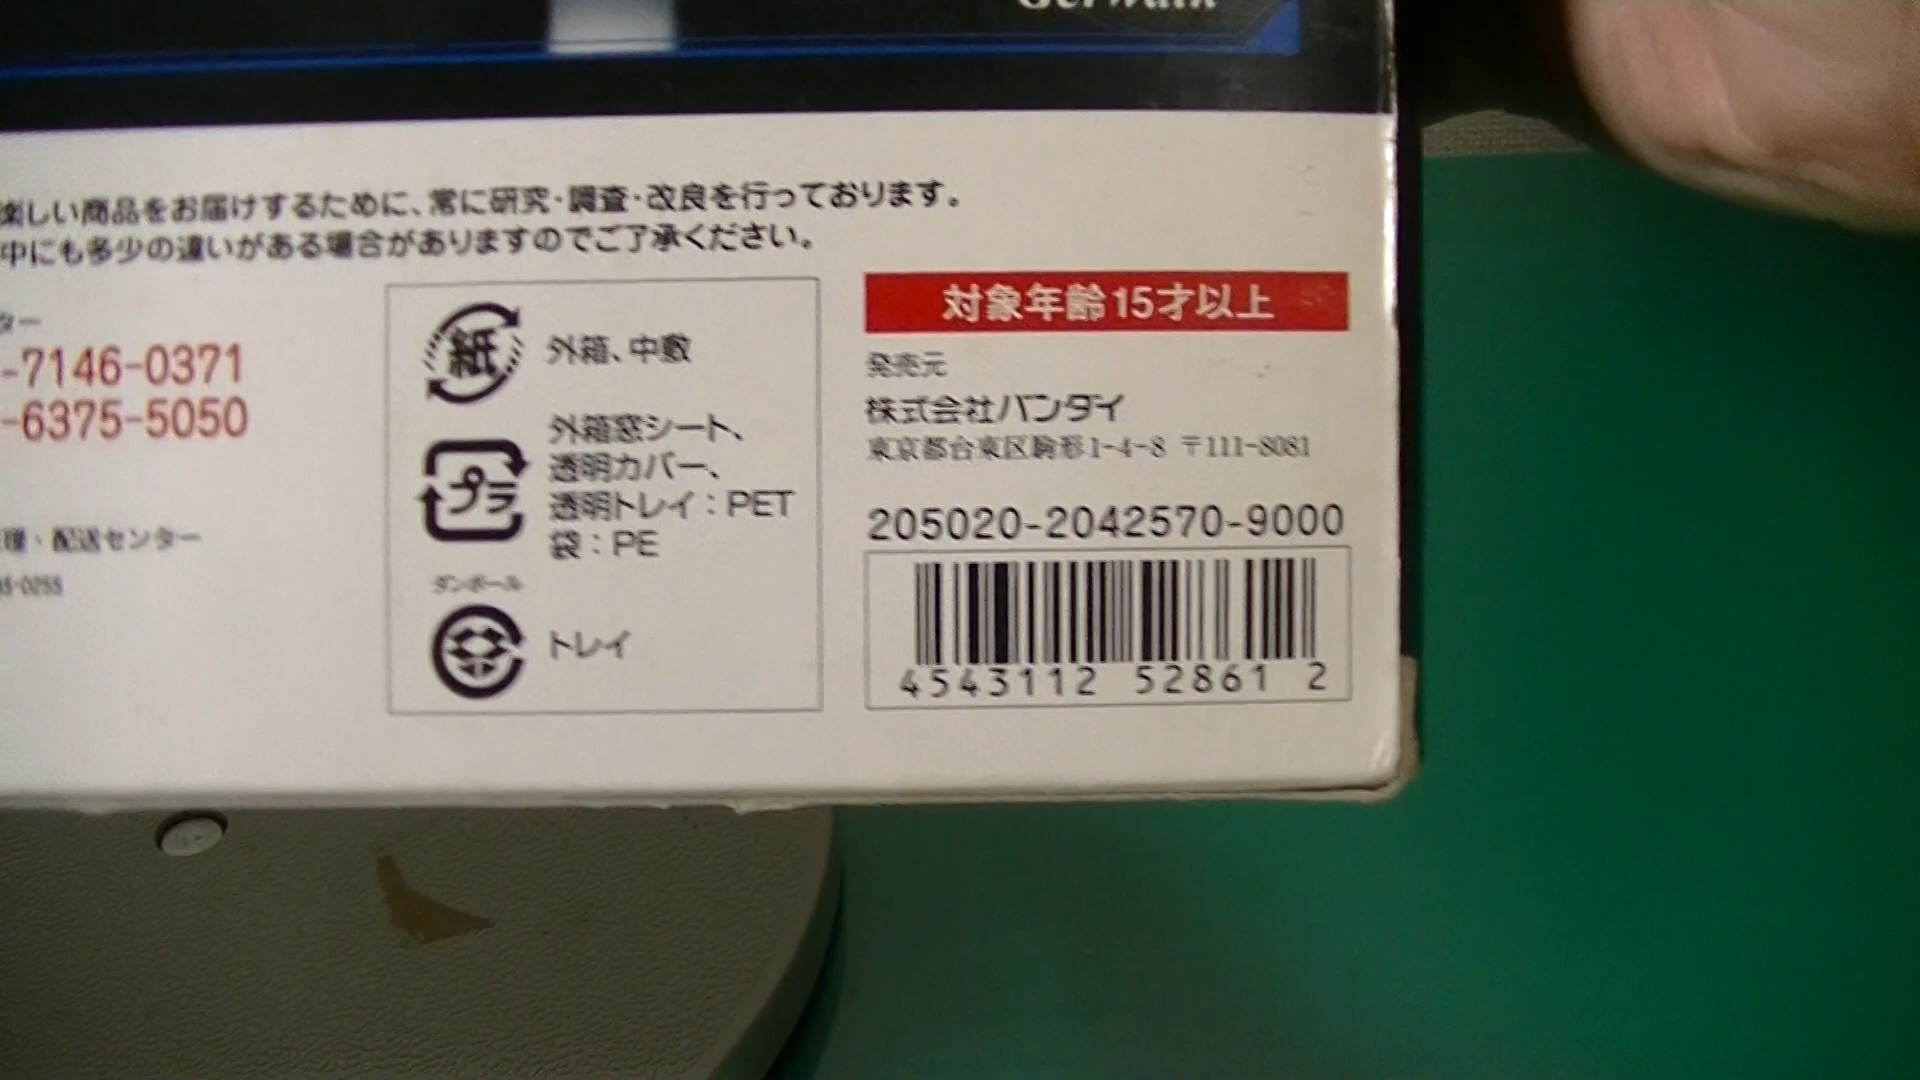 Gerwalk
楽しい商品をお届けするために、常に研究・調査・改良を行っております。
中にも多少の違いがある場合がありますのでご了承ください。
ター
-7146-0371
-6375-5050
理・配送センター
5-0255
紙
外箱、中敷
プラ
外箱窓シート、
透明カバー、
透明トレイ：PET
袋：PE
ダンボール
トレイ
対象年齢15才以上
発売元
株式会社バンダイ
東京都台東区駒形1-4-8 〒111-8081
205020-2042570-9000
4543112 52861 2